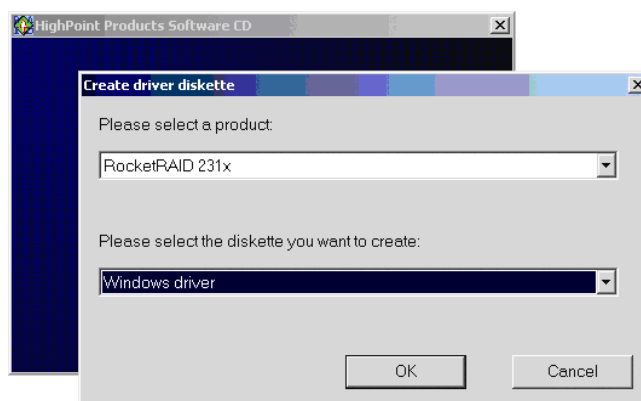 HighPoint Products Software CD
Create driver diskette
Please select a product:
RocketRAID 231x
Please select the diskette you want to create:
Windows driver
OK
Cancel